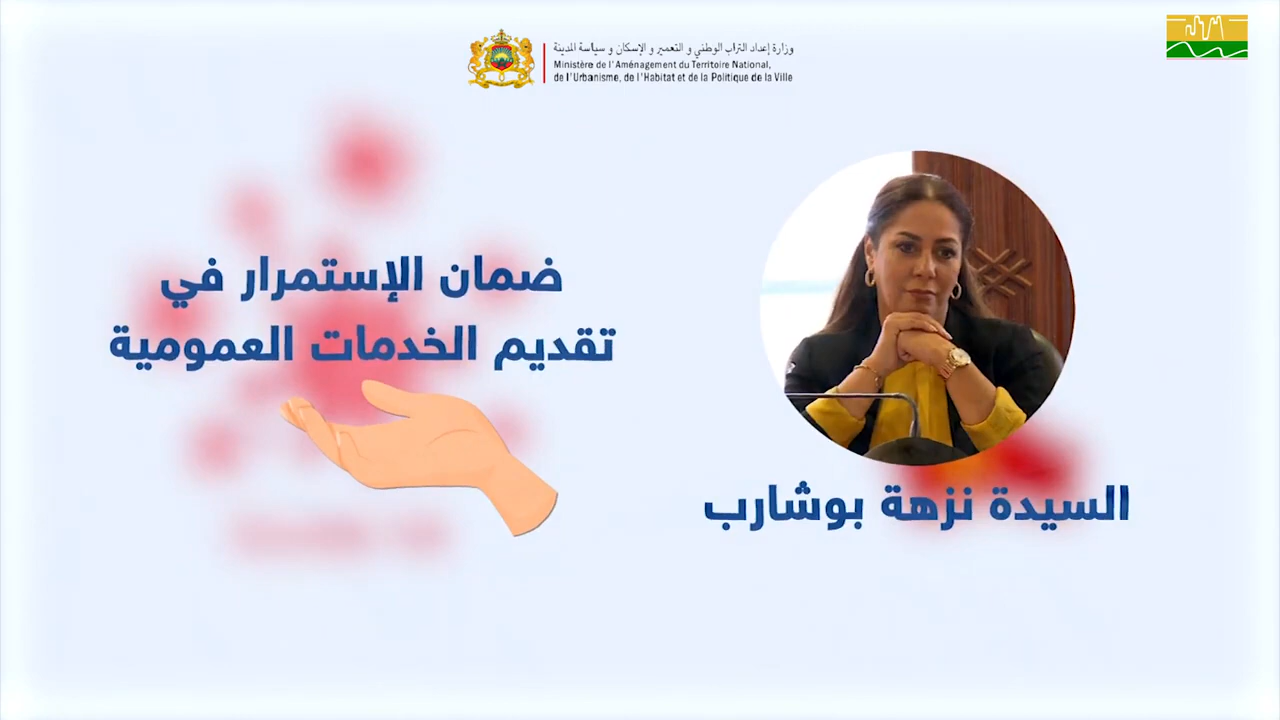 وزارة إعداد التراب الوطني و التعمير و الإسكان و سياسة المدينة
Ministère de l'Aménagement du Territoire National,
de l'Urbanisme, de l'Habitat et de la Politique de la Ville
ضمان الإستمرار في
تقديم الخدمات العمومية
السيدة نزهة بوشارب